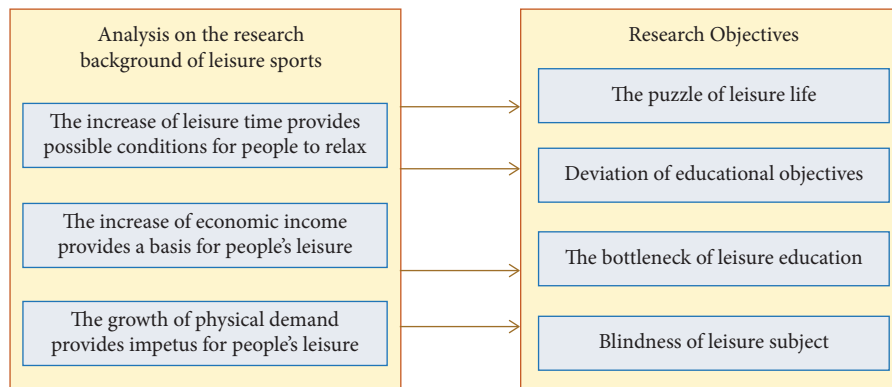 Analysis on the research
background of leisure sports
The increase of leisure time provides
possible conditions for people to relax
The increase of economic income
provides a basis for people's leisure
The growth of physical demand
provides impetus for people's leisure
Research Objectives
The puzzle of leisure life
Deviation of educational objectives
The bottleneck of leisure education
Blindness of leisure subject